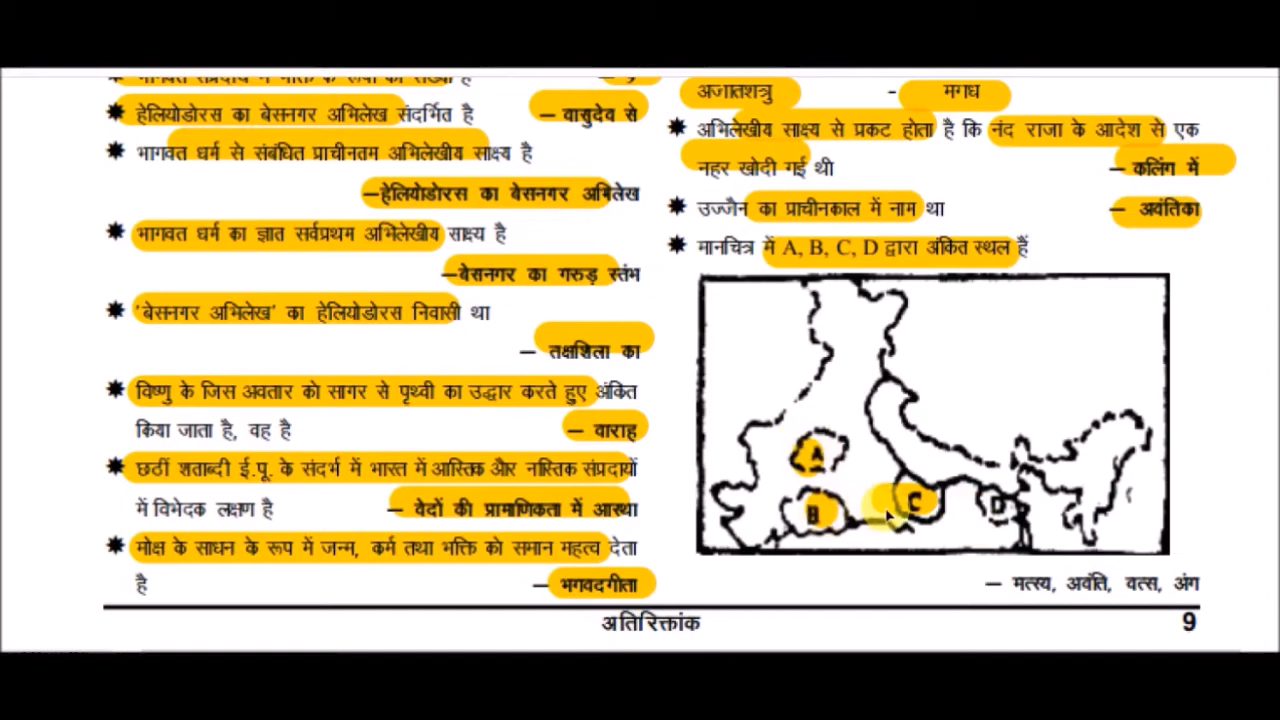 ✷ हेलियोडोरस का बेसनगर अभिलेख संदर्भित है — वासुदेव से
✷ भागवत धर्म से संबंधित प्राचीनतम अभिलेखीय साक्ष्य है
—हेलियोडोरस का बेसनगर अभिलेख
✷ भागवत धर्म का ज्ञात सर्वप्रथम अभिलेखीय साक्ष्य है
—बेसनगर का गरुड़ स्तंभ
✷ 'बेसनगर अभिलेख' का हेलियोडोरस निवासी था
— तक्षशिला का
✷ विष्णु के जिस अवतार को सागर से पृथ्वी का उद्धार करते हुए अंकित
किया जाता है, वह है — वाराह
✷ छठीं शताब्दी ई.पू. के संदर्भ में भारत में आस्तिक और नास्तिक संप्रदायों
में विभेदक लक्षण है — वेदों की प्रामाणिकता में आस्था
✷ मोक्ष के साधन के रूप में जन्म, कर्म तथा भक्ति को समान महत्व देता
है — भगवदगीता
अजातशत्रु - मगध
✷ अभिलेखीय साक्ष्य से प्रकट होता है कि नंद राजा के आदेश से एक
नहर खोदी गई थी — कलिंग में
✷ उज्जैन का प्राचीनकाल में नाम था — अवंतिका
✷ मानचित्र में A, B, C, D द्वारा अंकित स्थल हैं
A
B
C
D
— मत्स्य, अवंति, वत्स, अंग
अतिरिक्तांक 9